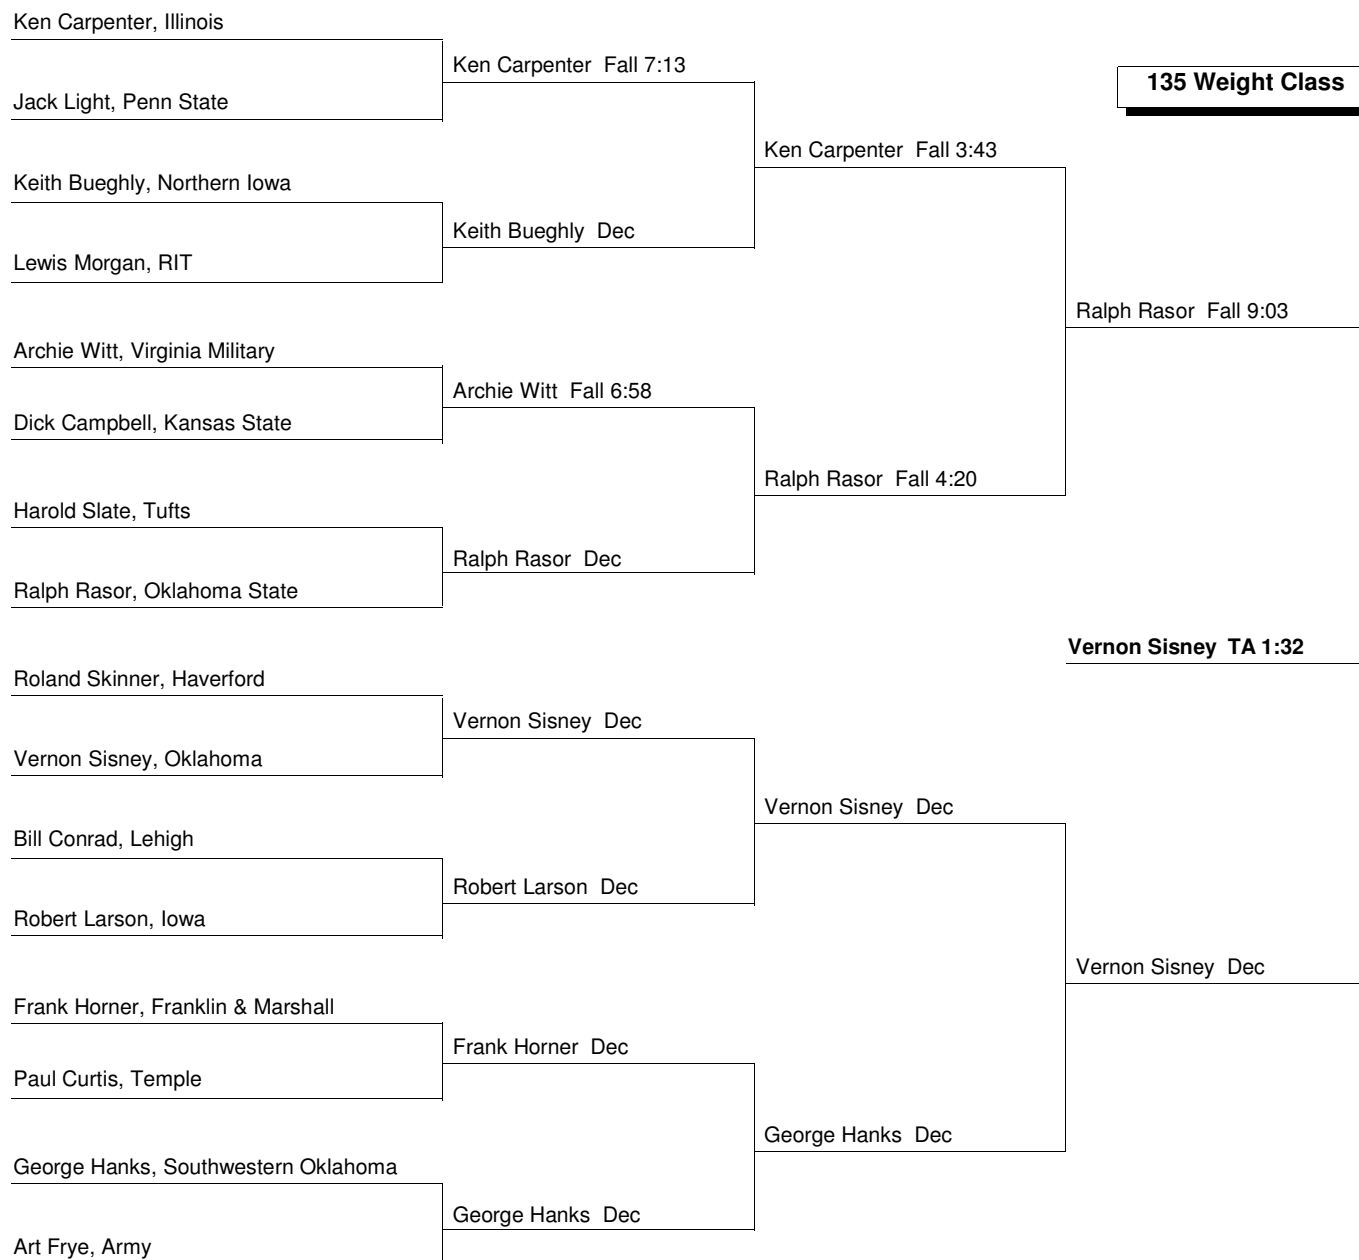 Ken Carpenter, Illinois
Ken Carpenter  Fall 7:13
135 Weight Class
Jack Light, Penn State
Ken Carpenter  Fall 3:43
Keith Bueghly, Northern Iowa
Keith Bueghly  Dec
Lewis Morgan, RIT
Ralph Rasor  Fall 9:03
Archie Witt, Virginia Military
Archie Witt  Fall 6:58
Dick Campbell, Kansas State
Ralph Rasor  Fall 4:20
Harold Slate, Tufts
Ralph Rasor  Dec
Ralph Rasor, Oklahoma State
Vernon Sisney  TA 1:32
Roland Skinner, Haverford
Vernon Sisney  Dec
Vernon Sisney, Oklahoma
Vernon Sisney  Dec
Bill Conrad, Lehigh
Robert Larson  Dec
Robert Larson, Iowa
Vernon Sisney  Dec
Frank Horner, Franklin & Marshall
Frank Horner  Dec
Paul Curtis, Temple
George Hanks  Dec
George Hanks, Southwestern Oklahoma
George Hanks  Dec
Art Frye, Army